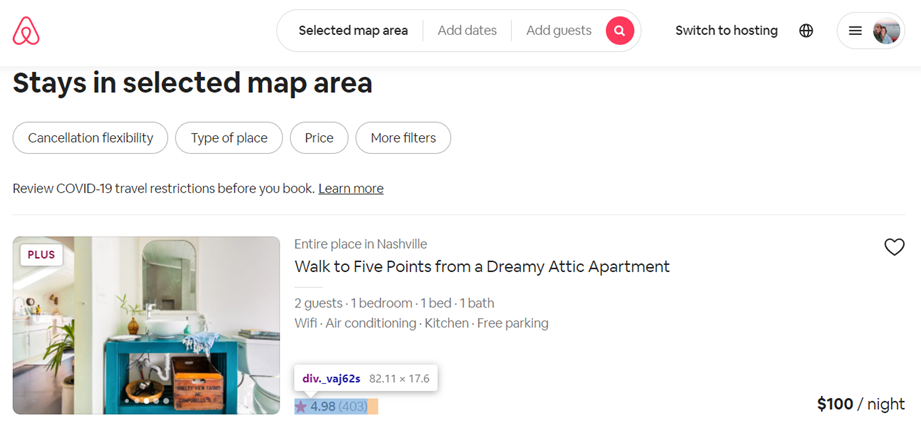 Selected map area
Add dates
Add guests
Switch to hosting
Stays in selected map area
Cancellation flexibility
Type of place
Price
More filters
Review COVID-19 travel restrictions before you book. Learn more
PLUS
Entire place in Nashville
Walk to Five Points from a Dreamy Attic Apartment
2 guests · 1 bedroom · 1 bed · 1 bath
Wifi · Air conditioning · Kitchen · Free parking
div._vaj62s 82.11 × 17.6
4.98 (403)
$100 / night